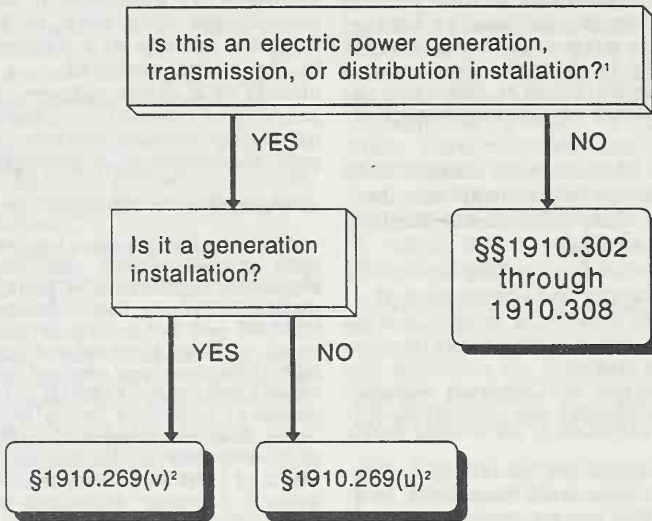 Is this an electric power generation,
transmission, or distribution installation?¹
YES
NO
Is it a generation
installation?
§§1910.302
through
1910.308
YES
NO
§1910.269(v)²
§1910.269(u)²